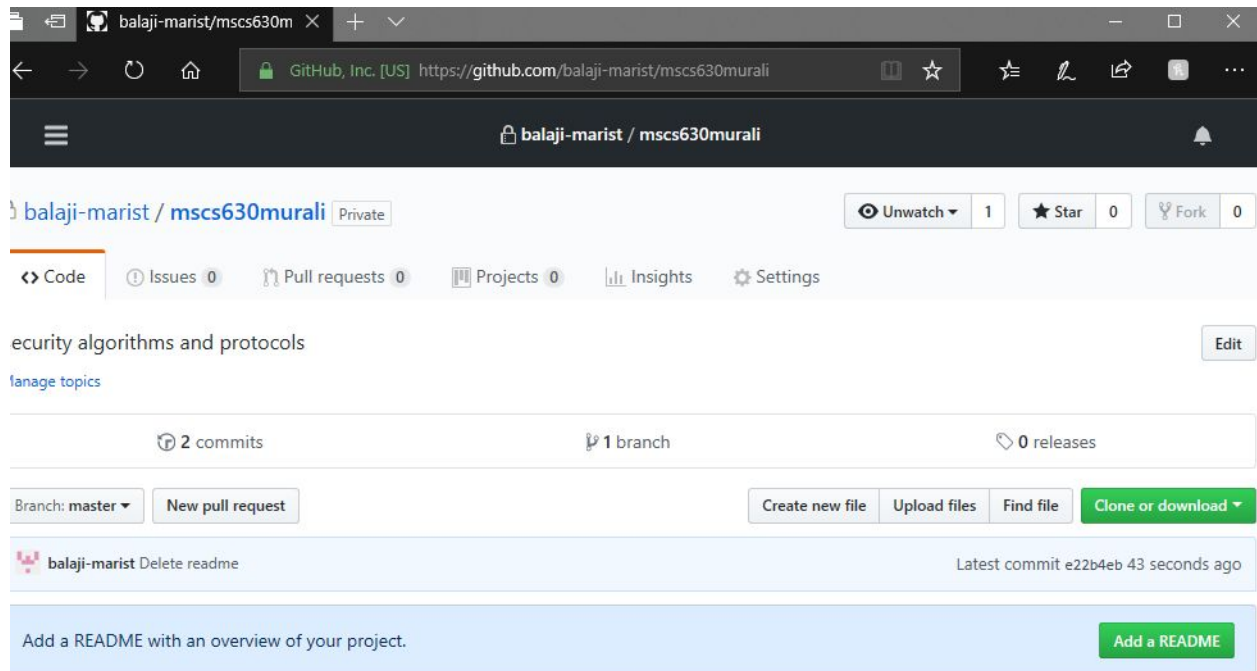 balaji-marist/mscs630m
GitHub, Inc. [US] https://github.com/balaji-marist/mscs630murali
balaji-marist / mscs630murali
balaji-marist / mscs630murali Private Unwatch 1 Star 0 Fork 0
Code Issues 0 Pull requests 0 Projects 0 Insights Settings
ecurity algorithms and protocols Edit
anage topics
2 commits 1 branch 0 releases
Branch: master New pull request Create new file Upload files Find file Clone or download
balaji-marist Delete readme Latest commit e22b4eb 43 seconds ago
Add a README with an overview of your project. Add a README